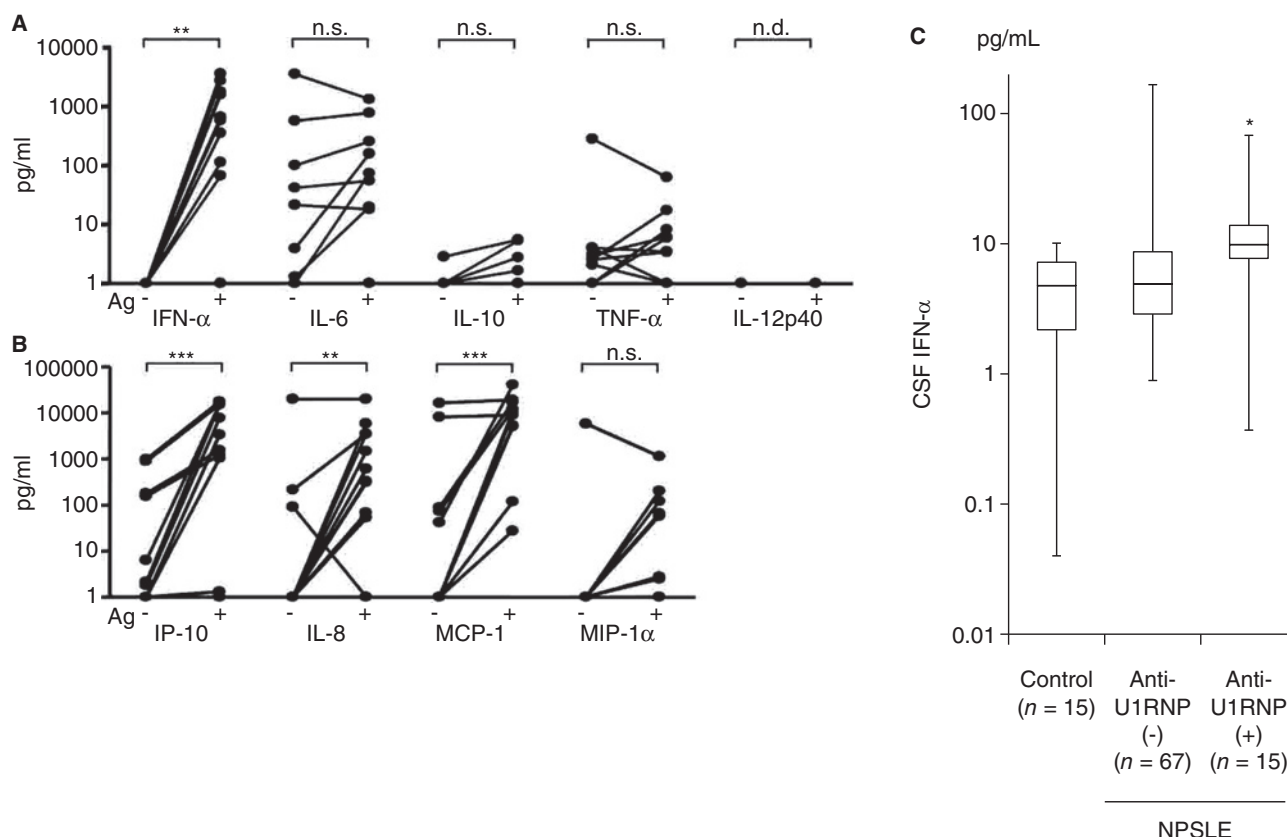 A
** n.s. n.s. n.s. n.d.
10000
1000
100
10
1
pg/ml
Ag - + - + - + - + - +
IFN-α IL-6 IL-10 TNF-α IL-12p40
B
*** ** *** n.s.
100000
10000
1000
100
10
1
pg/ml
Ag - + - + - + - +
IP-10 IL-8 MCP-1 MIP-1α
C pg/mL
100
10
1
0.1
0.01
CSF IFN-α
*
Control
(n = 15)
Anti-
U1RNP
(-)
(n = 67)
Anti-
U1RNP
(+)
(n = 15)
NPSLE